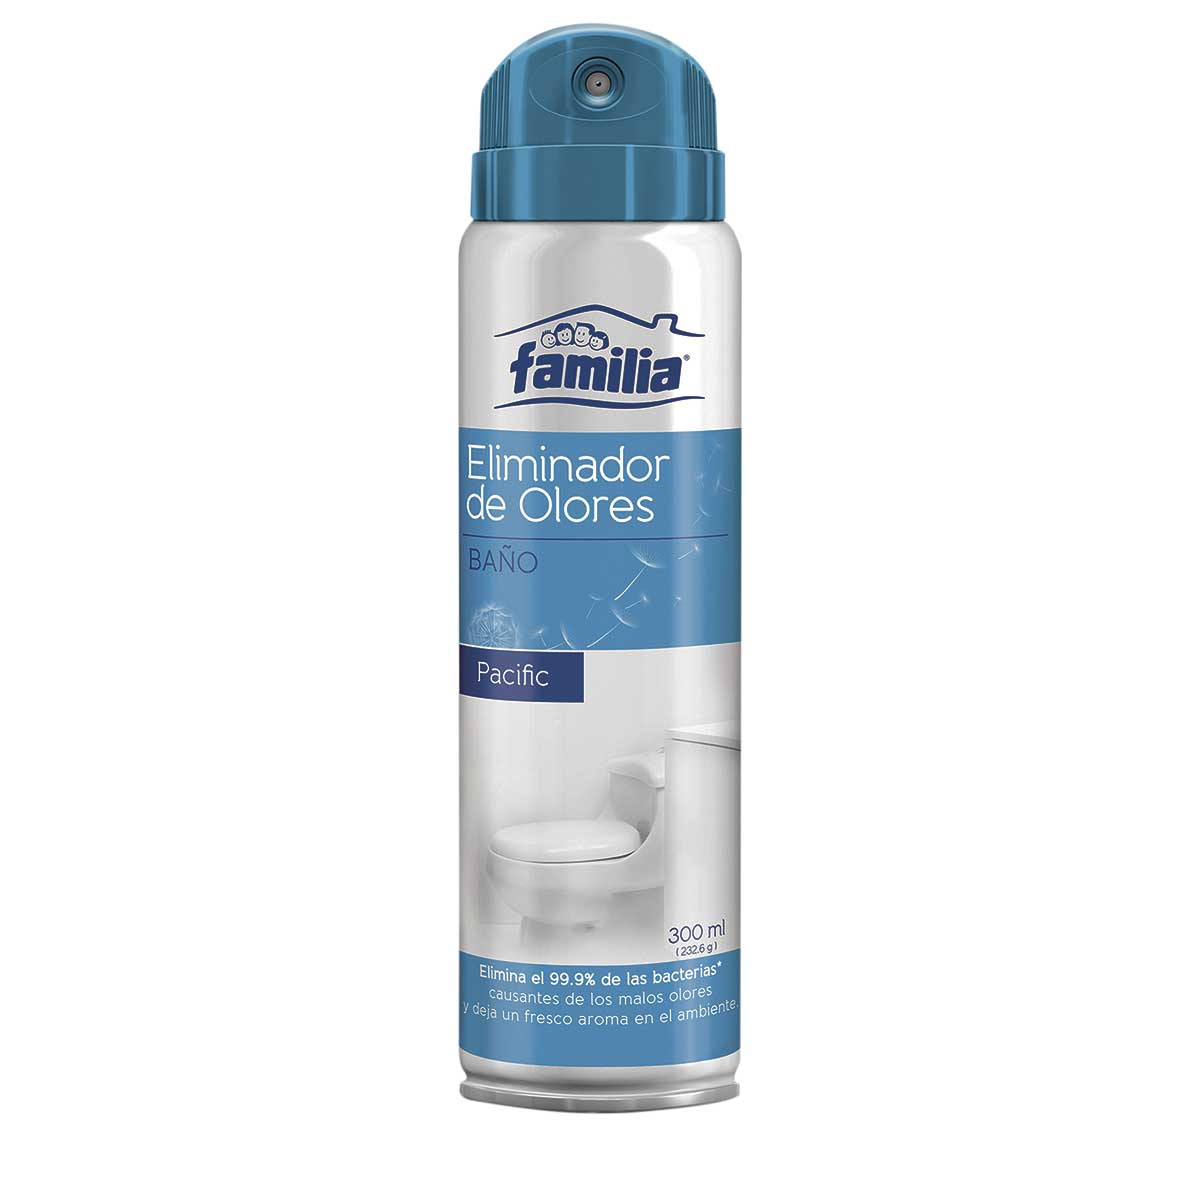 familia®
Eliminador
de Olores
BAÑO
Pacific
300 ml
(232.6 g)
Elimina el 99.9% de las bacterias*
causantes de los malos olores
y deja un fresco aroma en el ambiente.